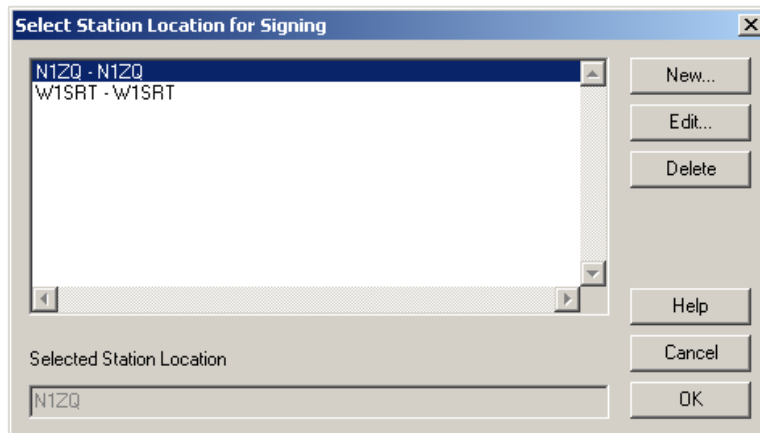 Select Station Location for Signing
N1ZQ - N1ZQ
W1SRT - W1SRT
New...
Edit...
Delete
Help
Cancel
OK
Selected Station Location
N1ZQ